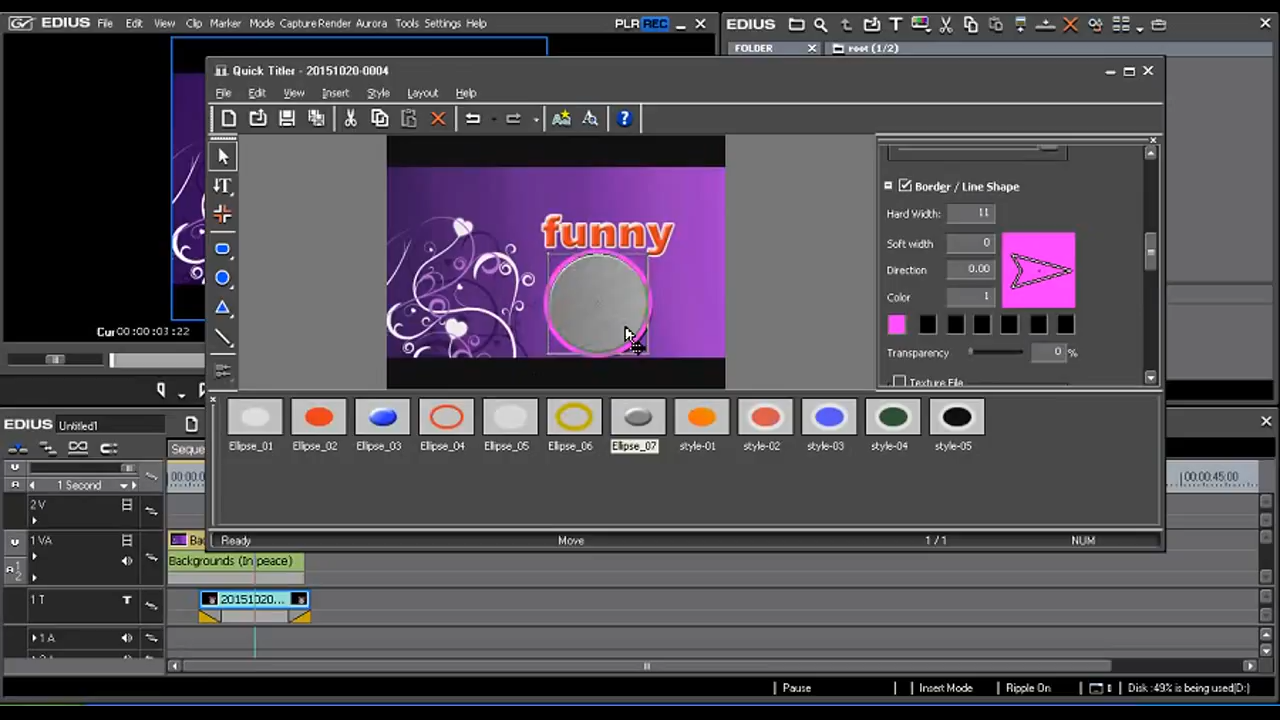 EDIUS File Edit View Clip Marker Mode Capture Render Aurora Tools Settings Help PLR REC
EDIUS
FOLDER root (1/2)
Quick Titler - 20151020-0004
File Edit View Insert Style Layout Help
funny
Border / Line Shape
Hard Width: 11
Soft width 0
Direction 0.00
Color 1
Transparency 0 %
Texture File
Cur 00:00:03:22
Ellipse_01 Ellipse_02 Ellipse_03 Ellipse_04 Ellipse_05 Ellipse_06 Ellipse_07 style-01 style-02 style-03 style-04 style-05
Ready Move 1/1 NUM
EDIUS Untitled1
1 Second 00:00:45:00
2 V
1 VA
Backgrounds (In peace)
1 T T 20151020...
1 A
Pause Insert Mode Ripple On Disk :49% is being used(D:)